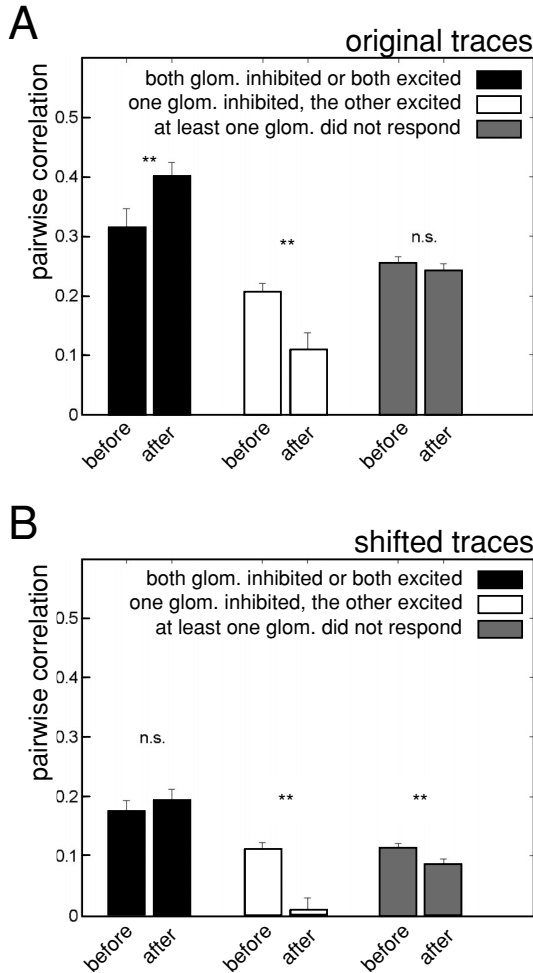 A
original traces
both glom. inhibited or both excited
one glom. inhibited, the other excited
at least one glom. did not respond
pairwise correlation
0.5
0.4
0.3
0.2
0.1
0
**
**
n.s.
before
after
before
after
before
after
B
shifted traces
both glom. inhibited or both excited
one glom. inhibited, the other excited
at least one glom. did not respond
pairwise correlation
0.5
0.4
0.3
0.2
0.1
0
n.s.
**
**
before
after
before
after
before
after